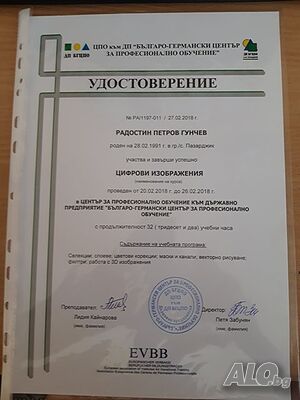 ЦПО към ДП "БЪЛГАРО-ГЕРМАНСКИ ЦЕНТЪР
ЗА ПРОФЕСИОНАЛНО ОБУЧЕНИЕ"
ДП БГЦПО
УДОСТОВЕРЕНИЕ
№ РА/1197-011 / 27.02.2018 г.
РАДОСТИН ПЕТРОВ ГУНЧЕВ
роден на 28.02.1991 в гр./с. Пазарджик
участва и завърши успешно
ЦИФРОВИ ИЗОБРАЖЕНИЯ
(наименование на курса)
проведен от 20.02.2018 г. до 26.02.2018 г.
в ЦЕНТЪР ЗА ПРОФЕСИОНАЛНО ОБУЧЕНИЕ КЪМ ДЪРЖАВНО
ПРЕДПРИЯТИЕ "БЪЛГАРО-ГЕРМАНСКИ ЦЕНТЪР ЗА ПРОФЕСИОНАЛНО
ОБУЧЕНИЕ"
с продължителност 32 (тридесет и два) учебни часа
Съдържание на учебната програма:
Селекции; слоеве; цветови корекции; маски и канали; векторно рисуване;
филтри; работа с 3D изображения
Преподавател:
Лидия Кайнарова
(име, фамилия)
Директор
Петя Забунян
(име, фамилия)
EVBB
ALO.bg